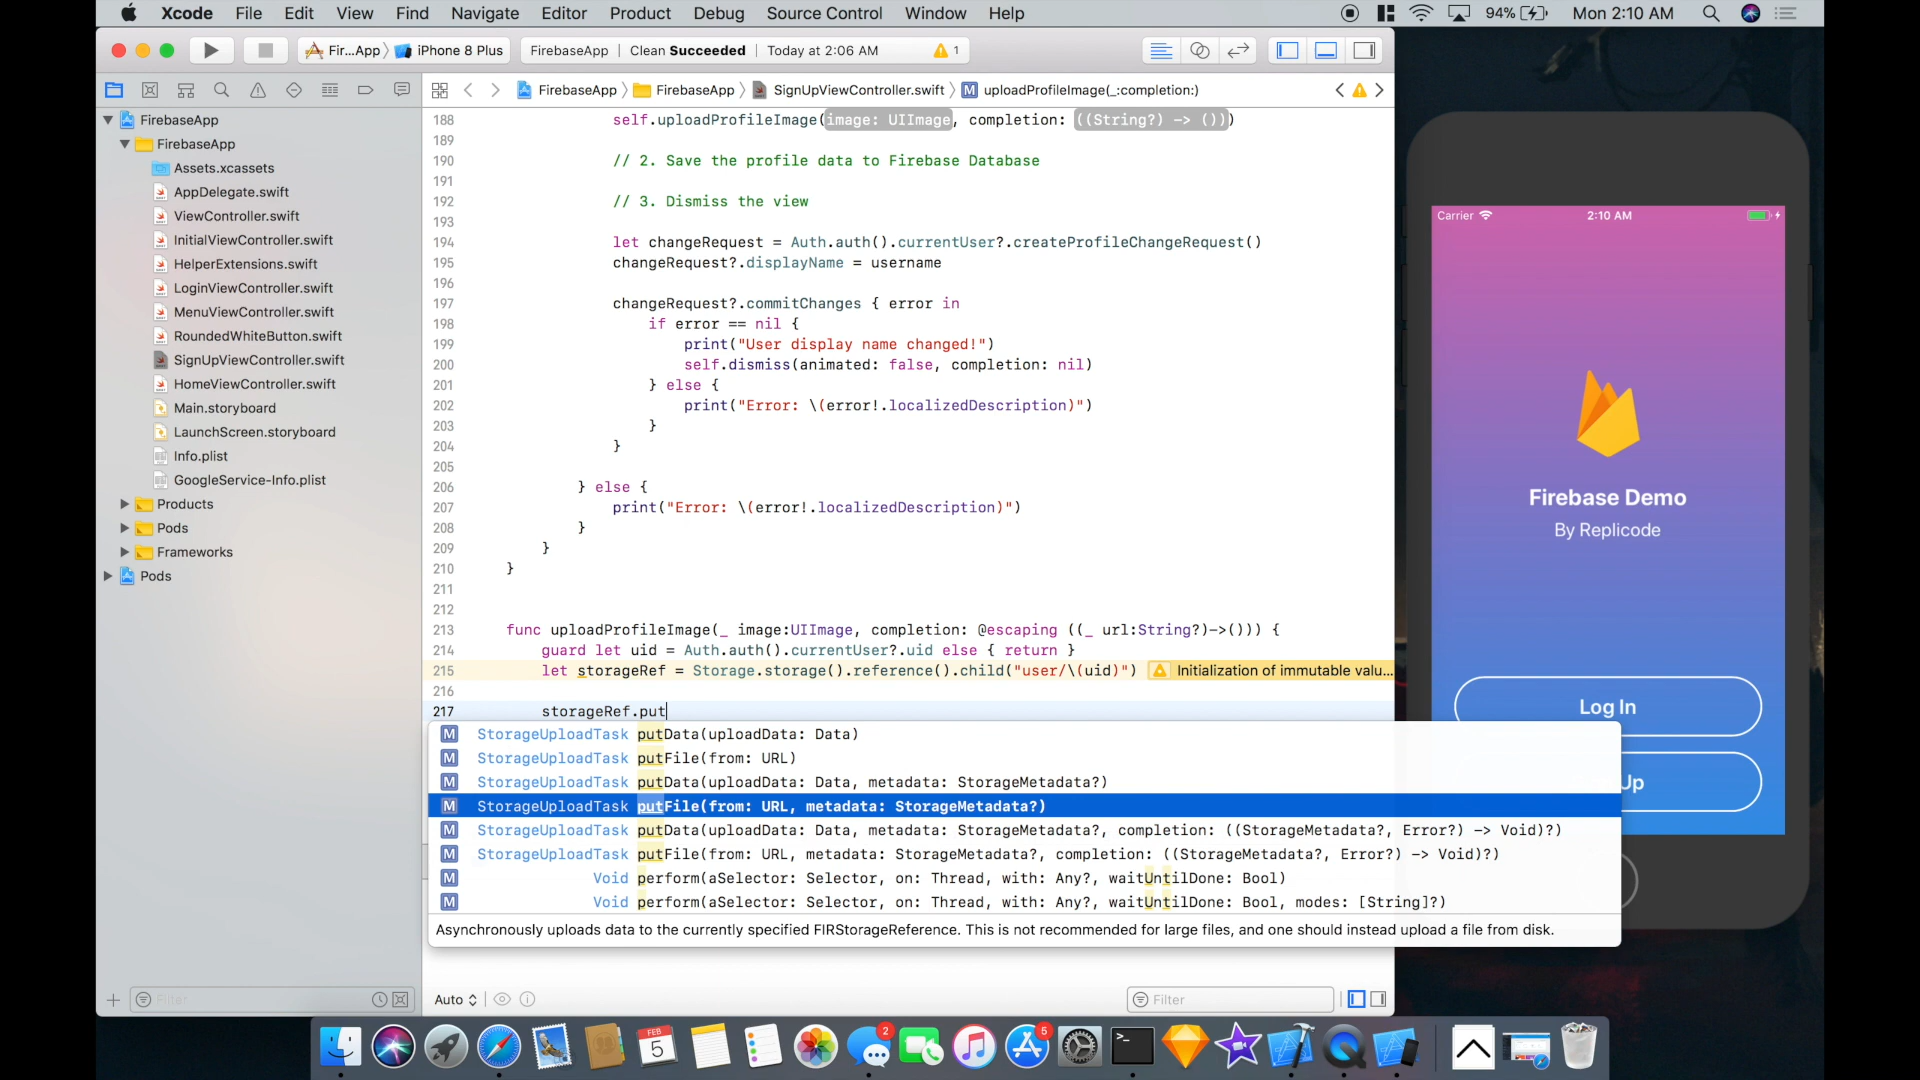 Xcode File Edit View Find Navigate Editor Product Debug Source Control Window Help 94% Mon 2:10 AM
Fir...App iPhone 8 Plus FirebaseApp | Clean Succeeded | Today at 2:06 AM 1
FirebaseApp FirebaseApp SignUpViewController.swift M uploadProfileImage(_:completion:)
FirebaseApp
FirebaseApp
Assets.xcassets
AppDelegate.swift
ViewController.swift
InitialViewController.swift
HelperExtensions.swift
LoginViewController.swift
MenuViewController.swift
RoundedWhiteButton.swift
SignUpViewController.swift
HomeViewController.swift
Main.storyboard
LaunchScreen.storyboard
Info.plist
GoogleService-Info.plist
Products
Pods
Frameworks
Pods
Filter
188 self.uploadProfileImage(image: UIImage, completion: ((String?) -> ()))
189
190 // 2. Save the profile data to Firebase Database
191
192 // 3. Dismiss the view
193
194 let changeRequest = Auth.auth().currentUser?.createProfileChangeRequest()
195 changeRequest?.displayName = username
196
197 changeRequest?.commitChanges { error in
198 if error == nil {
199 print("User display name changed!")
200 self.dismiss(animated: false, completion: nil)
201 } else {
202 print("Error: \(error!.localizedDescription)")
203 }
204 }
205
206 } else {
207 print("Error: \(error!.localizedDescription)")
208 }
209 }
210 }
211
212
213 func uploadProfileImage(_ image:UIImage, completion: @escaping ((_ url:String?)->())) {
214 guard let uid = Auth.auth().currentUser?.uid else { return }
215 let storageRef = Storage.storage().reference().child("user/\(uid)") Initialization of immutable valu...
216
217 storageRef.put
M StorageUploadTask putData(uploadData: Data)
M StorageUploadTask putFile(from: URL)
M StorageUploadTask putData(uploadData: Data, metadata: StorageMetadata?)
M StorageUploadTask putFile(from: URL, metadata: StorageMetadata?)
M StorageUploadTask putData(uploadData: Data, metadata: StorageMetadata?, completion: ((StorageMetadata?, Error?) -> Void)?)
M StorageUploadTask putFile(from: URL, metadata: StorageMetadata?, completion: ((StorageMetadata?, Error?) -> Void)?)
M Void perform(aSelector: Selector, on: Thread, with: Any?, waitUntilDone: Bool)
M Void perform(aSelector: Selector, on: Thread, with: Any?, waitUntilDone: Bool, modes: [String]?)
Asynchronously uploads data to the currently specified FIRStorageReference. This is not recommended for large files, and one should instead upload a file from disk.
Auto Filter
Carrier 2:10 AM
Firebase Demo
By Replicode
Log In
Up
FEB
5
2
5